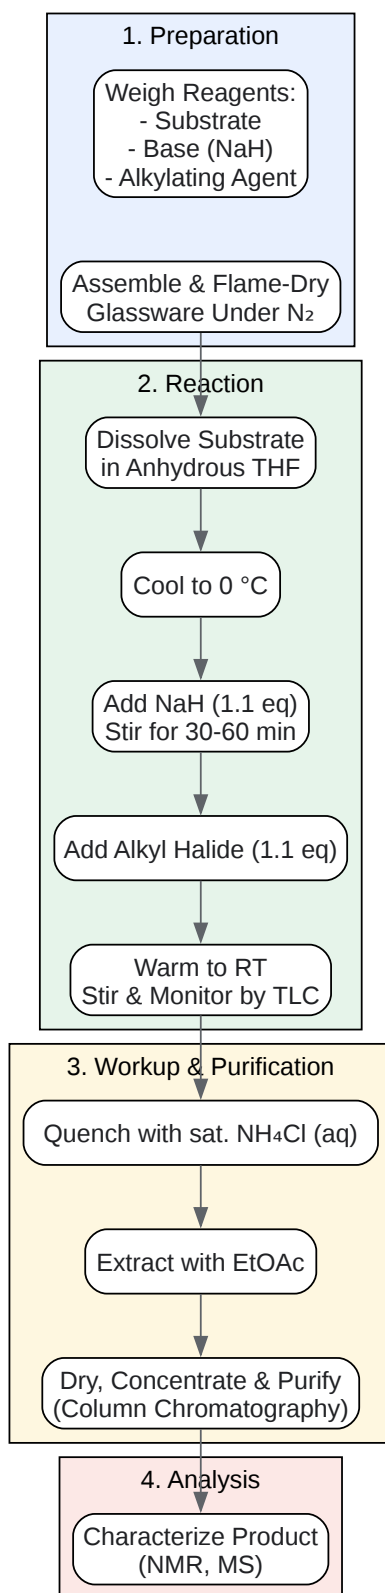 1. Preparation
Weigh Reagents:
- Substrate
- Base (NaH)
- Alkylating Agent
Assemble & Flame-Dry
Glassware Under N₂
2. Reaction
Dissolve Substrate
in Anhydrous THF
Cool to 0 °C
Add NaH (1.1 eq)
Stir for 30-60 min
Add Alkyl Halide (1.1 eq)
Warm to RT
Stir & Monitor by TLC
3. Workup & Purification
Quench with sat. NH₄Cl (aq)
Extract with EtOAc
Dry, Concentrate & Purify
(Column Chromatography)
4. Analysis
Characterize Product
(NMR, MS)